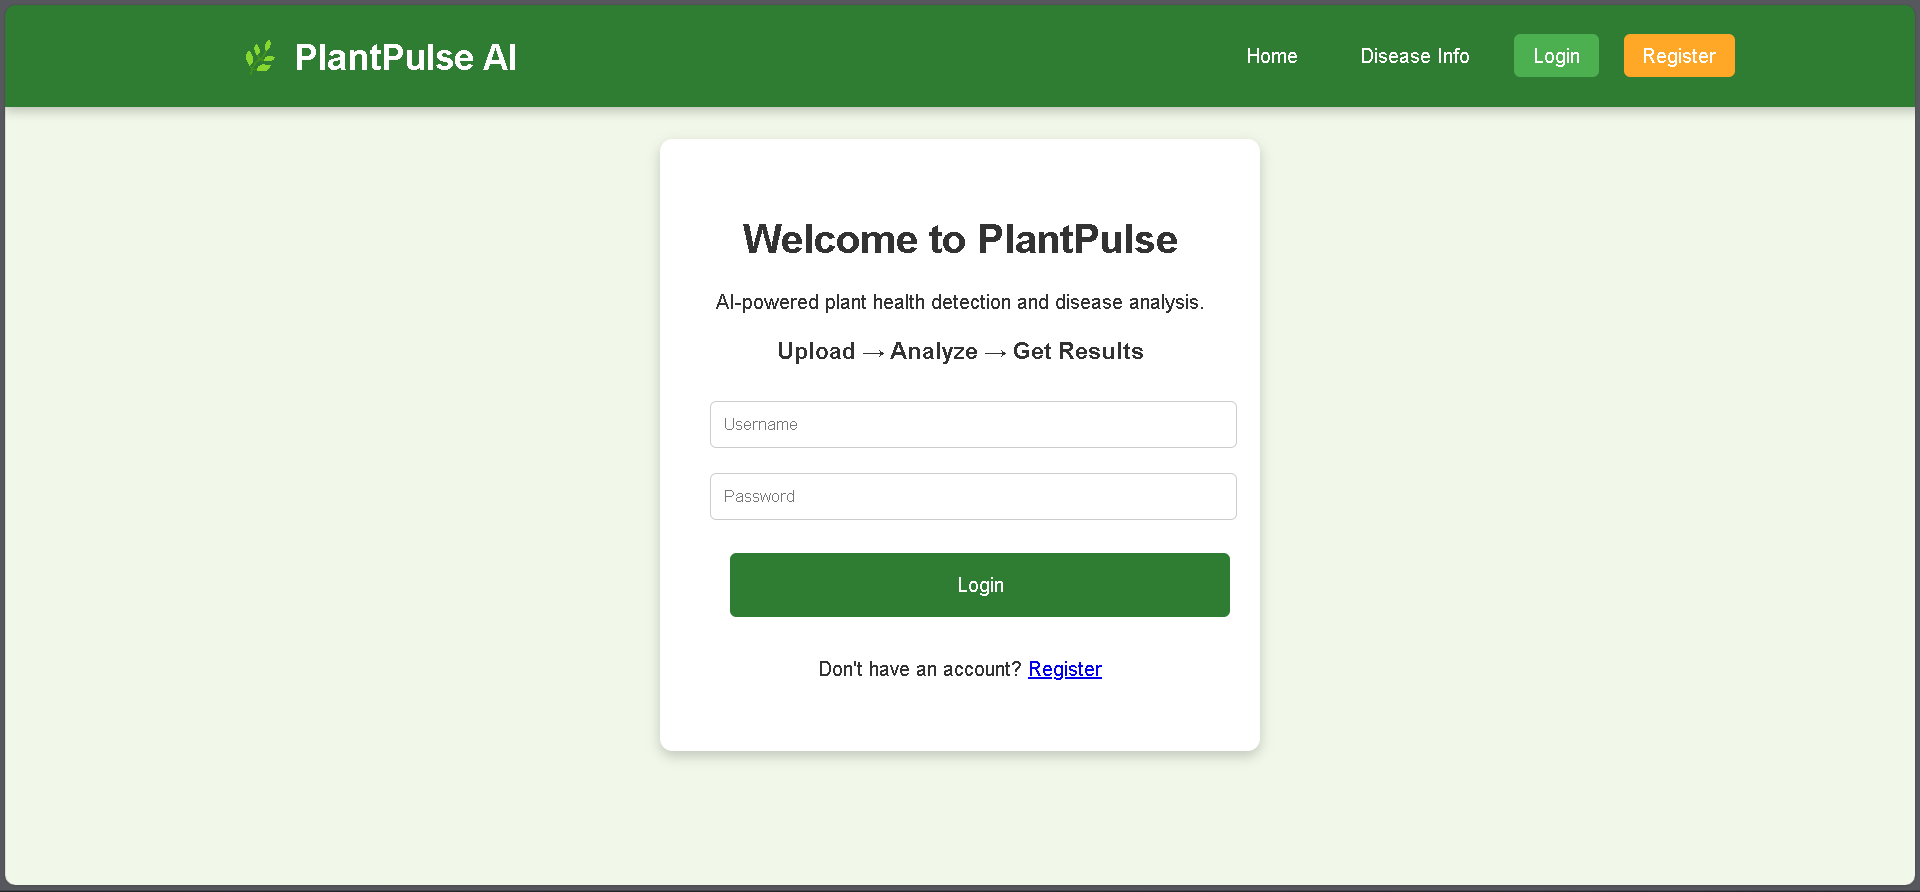 PlantPulse AI
Home
Disease Info
Login
Register
Welcome to PlantPulse
AI-powered plant health detection and disease analysis.
Upload → Analyze → Get Results
Username
Password
Login
Don't have an account? Register